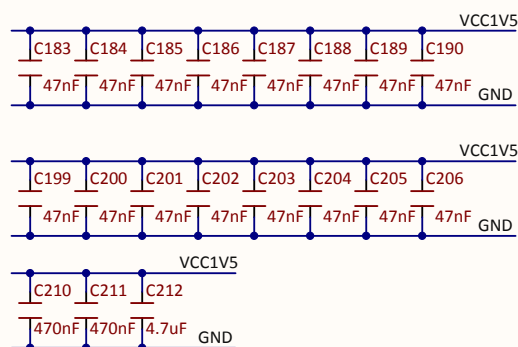 VCC1V5
C183 C184 C185 C186 C187 C188 C189 C190
47nF 47nF 47nF 47nF 47nF 47nF 47nF 47nF
GND
VCC1V5
C199 C200 C201 C202 C203 C204 C205 C206
47nF 47nF 47nF 47nF 47nF 47nF 47nF 47nF
GND
VCC1V5
C210 C211 C212
470nF 470nF 4.7uF
GND